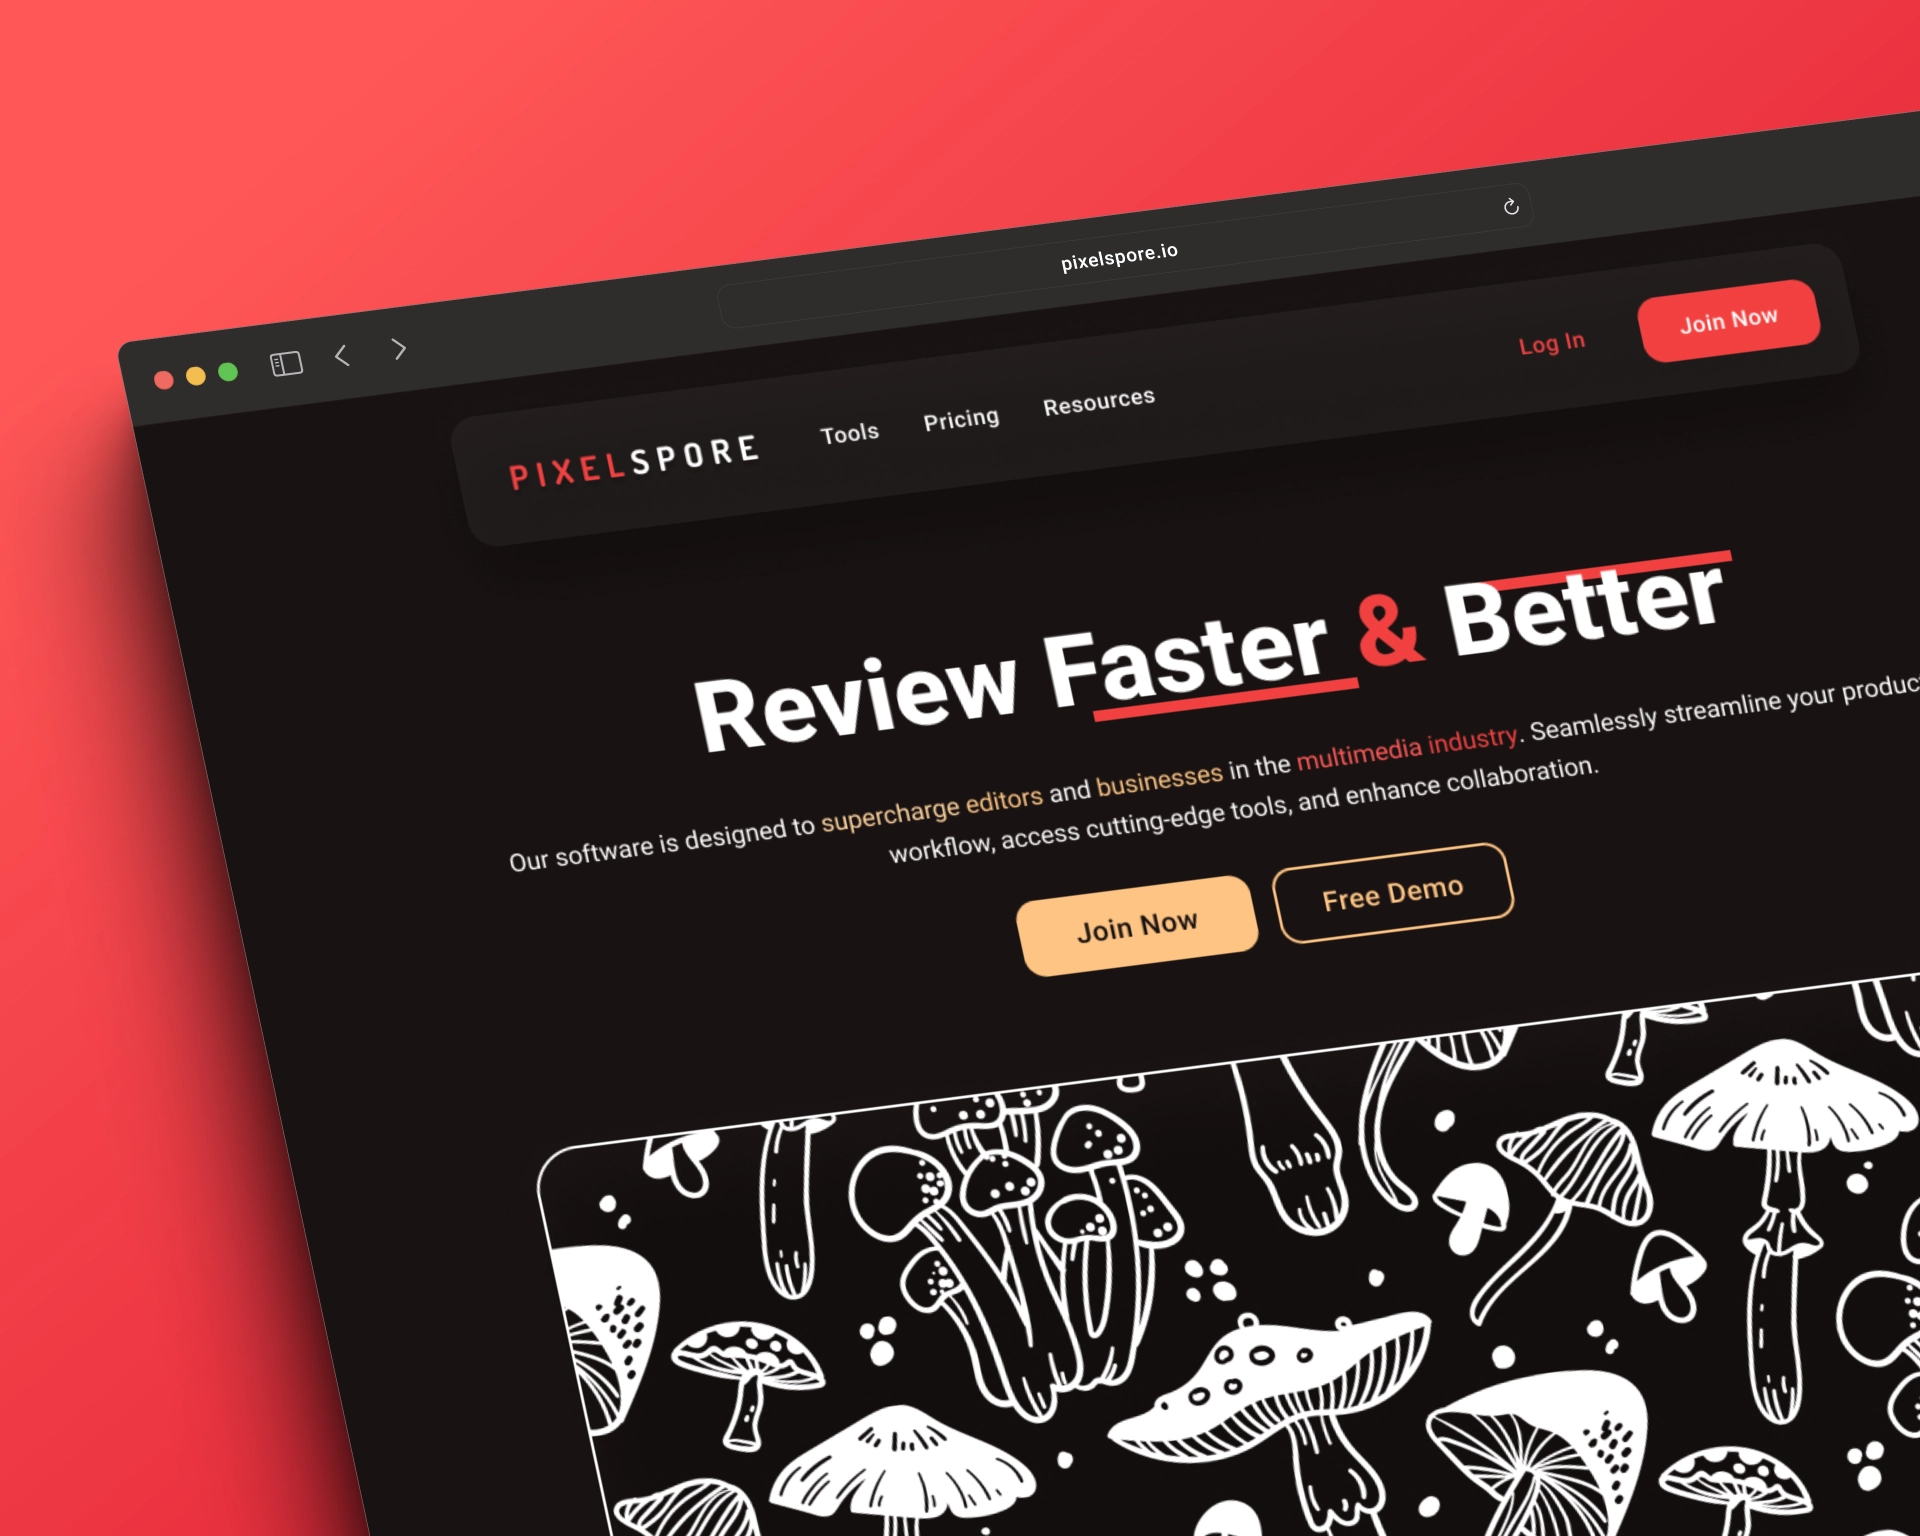 pixelspore.io
PIXELSPORE
Tools
Pricing
Resources
Log In
Join Now
Review Faster & Better
Our software is designed to supercharge editors and businesses in the multimedia industry. Seamlessly streamline your
workflow, access cutting-edge tools, and enhance collaboration.
Join Now
Free Demo